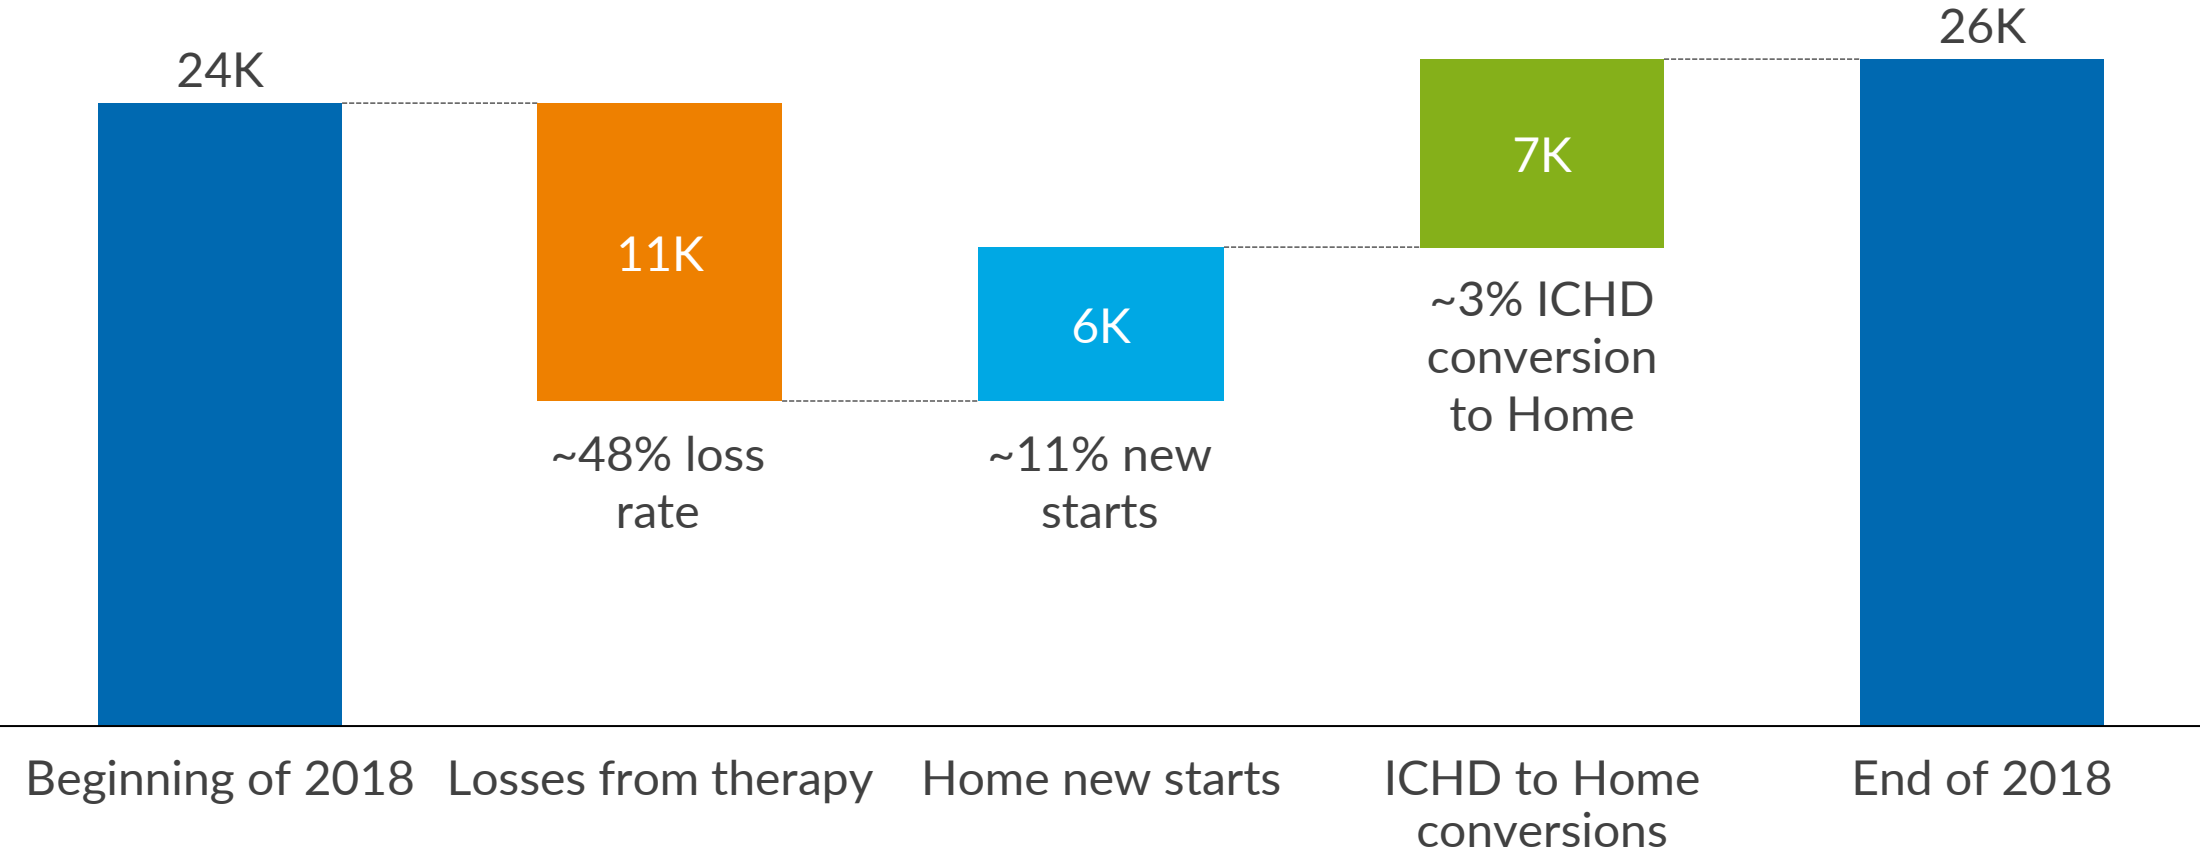 24K
11K
~48% loss
rate
6K
~11% new
starts
7K
~3% ICHD
conversion
to Home
26K
Beginning of 2018
Losses from therapy
Home new starts
ICHD to Home
conversions
End of 2018